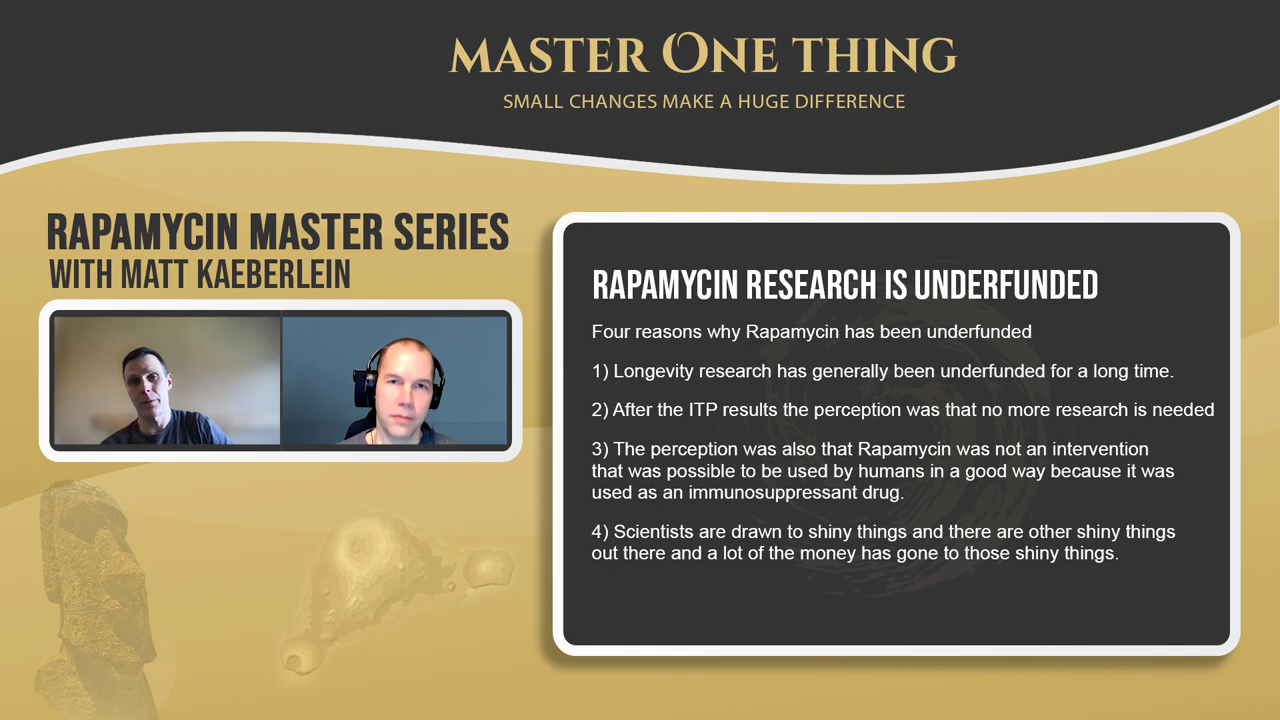 MASTER ONE THING
SMALL CHANGES MAKE A HUGE DIFFERENCE
RAPAMYCIN MASTER SERIES
WITH MATT KAEBERLEIN
RAPAMYCIN RESEARCH IS UNDERFUNDED
Four reasons why Rapamycin has been underfunded
1) Longevity research has generally been underfunded for a long time.
2) After the ITP results the perception was that no more research is needed
3) The perception was also that Rapamycin was not an intervention
that was possible to be used by humans in a good way because it was
used as an immunosuppressant drug.
4) Scientists are drawn to shiny things and there are other shiny things
out there and a lot of the money has gone to those shiny things.